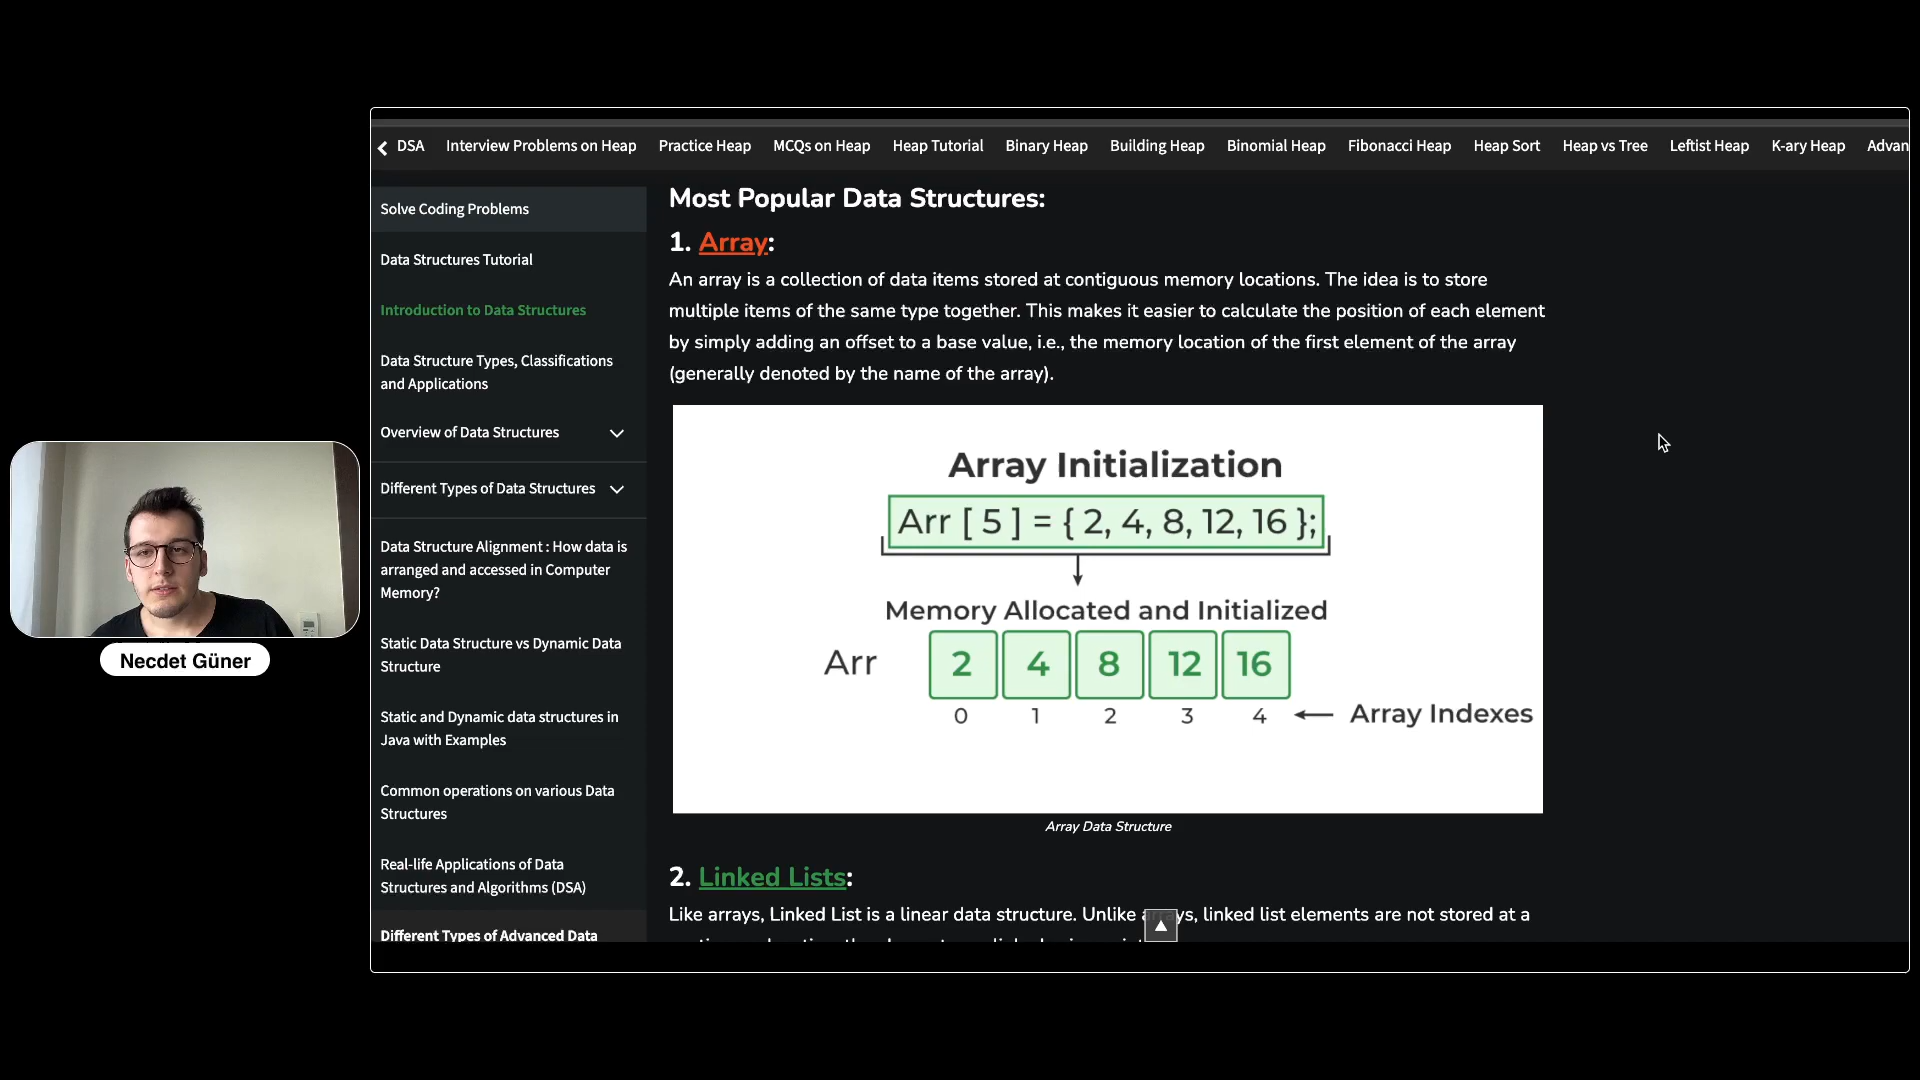 DSA Interview Problems on Heap Practice Heap MCQs on Heap Heap Tutorial Binary Heap Building Heap Binomial Heap Fibonacci Heap Heap Sort Heap vs Tree Leftist Heap K-ary Heap Advan
Solve Coding Problems
Data Structures Tutorial
Introduction to Data Structures
Data Structure Types, Classifications
and Applications
Overview of Data Structures
Different Types of Data Structures
Data Structure Alignment : How data is
arranged and accessed in Computer
Memory?
Static Data Structure vs Dynamic Data
Structure
Static and Dynamic data structures in
Java with Examples
Common operations on various Data
Structures
Real-life Applications of Data
Structures and Algorithms (DSA)
Different Types of Advanced Data
Most Popular Data Structures:
1. Array:
An array is a collection of data items stored at contiguous memory locations. The idea is to store
multiple items of the same type together. This makes it easier to calculate the position of each element
by simply adding an offset to a base value, i.e., the memory location of the first element of the array
(generally denoted by the name of the array).
Array Initialization
Arr [ 5 ] = { 2, 4, 8, 12, 16 };
Memory Allocated and Initialized
Arr 2 4 8 12 16
0 1 2 3 4 Array Indexes
Array Data Structure
2. Linked Lists:
Like arrays, Linked List is a linear data structure. Unlike arrays, linked list elements are not stored at a
Necdet Güner